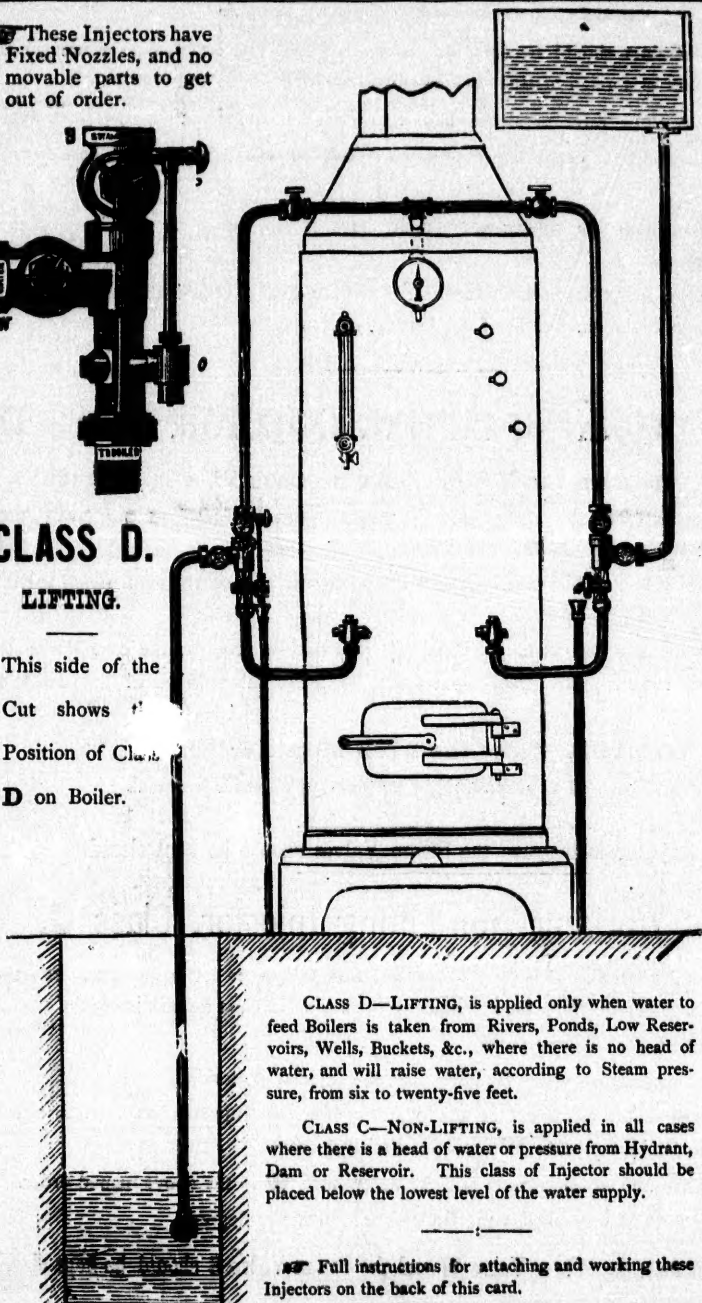 These Injectors have
Fixed Nozzles, and no
movable parts to get
out of order.
CLASS D.
LIFTING.
This side of the
Cut shows
Position of
D on Boiler.
CLASS D—LIFTING, is applied only when water to
feed Boilers is taken from Rivers, Ponds, Low Reser-
voirs, Wells, Buckets, &c., where there is no head of
water, and will raise water, according to Steam pres-
sure, from six to twenty-five feet.
CLASS C—NON-LIFTING, is applied in all cases
where there is a head of water or pressure from Hydrant,
Dam or Reservoir. This class of Injector should be
placed below the lowest level of the water supply.
Full instructions for attaching and working these
Injectors on the back of this card.